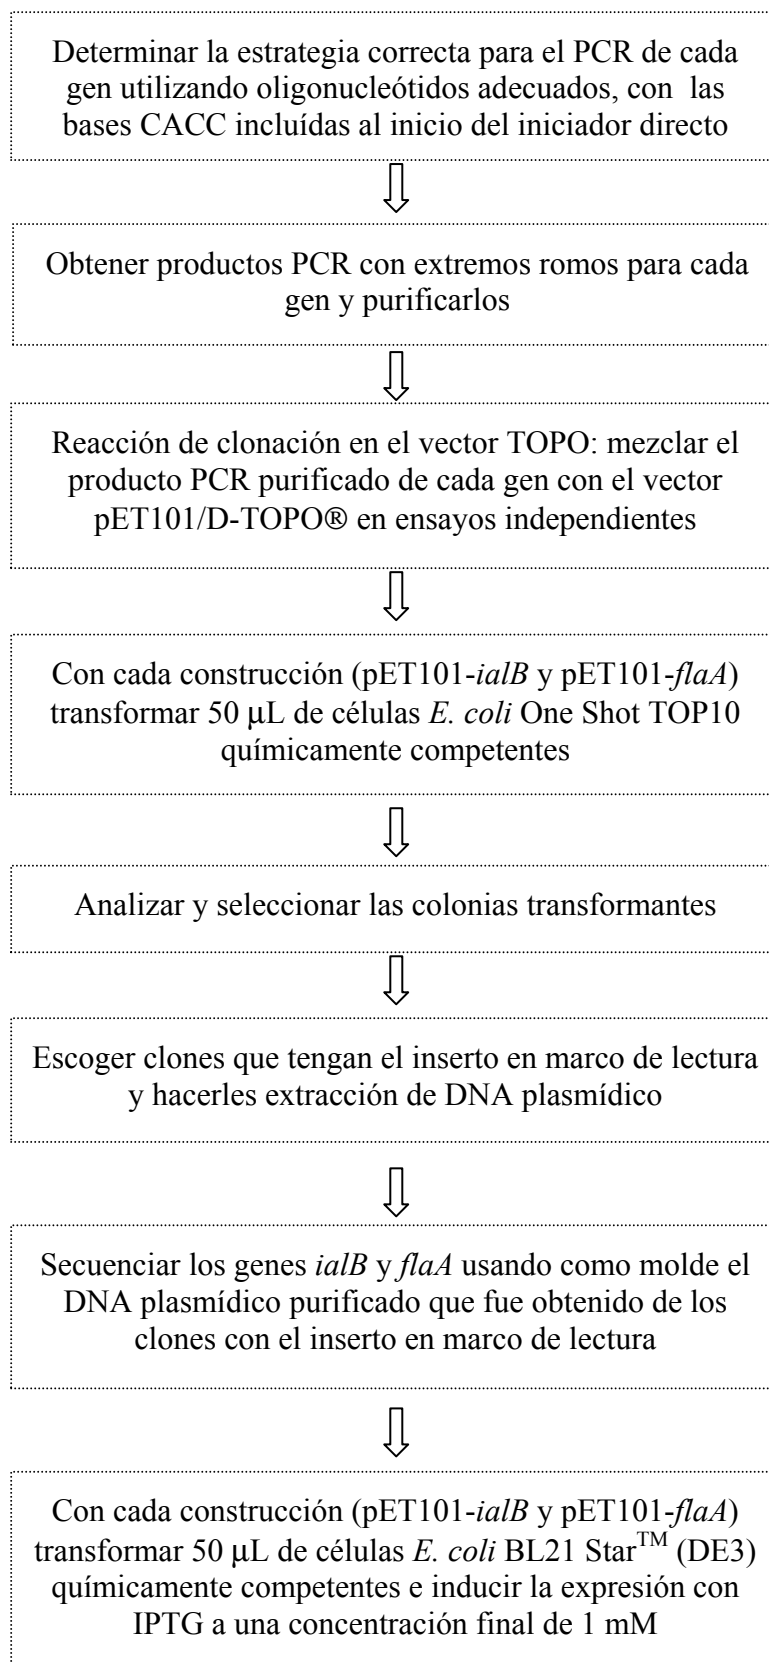 Determinar la estrategia correcta para el PCR de cada
gen utilizando oligonucleótidos adecuados, con las
bases CACC incluídas al inicio del iniciador directo
Obtener productos PCR con extremos romos para cada
gen y purificarlos
Reacción de clonación en el vector TOPO: mezclar el
producto PCR purificado de cada gen con el vector
pET101/D-TOPO® en ensayos independientes
Con cada construcción (pET101-ialB y pET101-flaA)
transformar 50 μL de células E. coli One Shot TOP10
químicamente competentes
Analizar y seleccionar las colonias transformantes
Escoger clones que tengan el inserto en marco de lectura
y hacerles extracción de DNA plasmídico
Secuenciar los genes ialB y flaA usando como molde el
DNA plasmídico purificado que fue obtenido de los
clones con el inserto en marco de lectura
Con cada construcción (pET101-ialB y pET101-flaA)
transformar 50 μL de células E. coli BL21 Star™ (DE3)
químicamente competentes e inducir la expresión con
IPTG a una concentración final de 1 mM